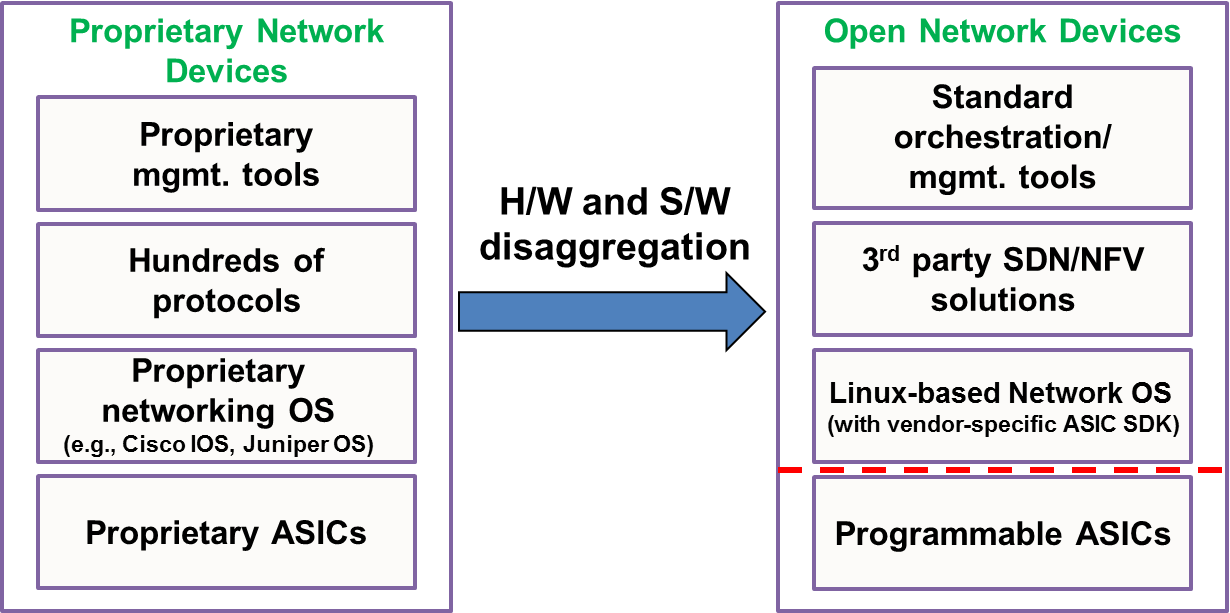 Proprietary Network
Devices
Proprietary
mgmt. tools
Hundreds of
protocols
Proprietary
networking OS
(e.g., Cisco IOS, Juniper OS)
Proprietary ASICs
H/W and S/W
disaggregation
Open Network Devices
Standard
orchestration/
mgmt. tools
3rd party SDN/NFV
solutions
Linux-based Network OS
(with vendor-specific ASIC SDK)
Programmable ASICs